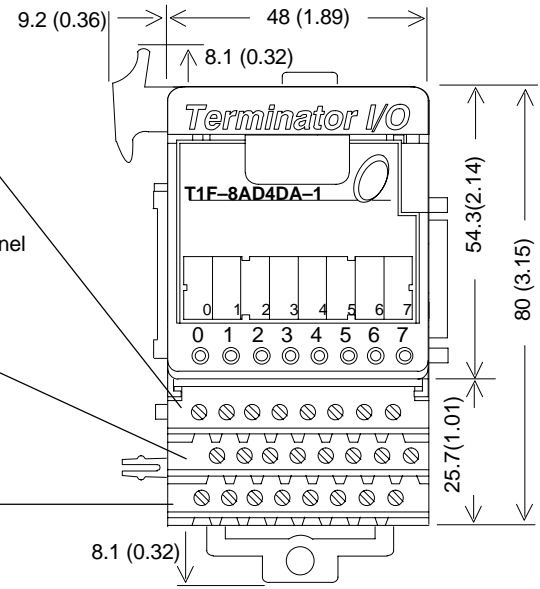 9.2 (0.36)
48 (1.89)
8.1 (0.32)
Terminator I/O
T1F–8AD4DA–1
nel
0 1 2 3 4 5 6 7
0 1 2 3 4 5 6 7
54.3(2.14)
80 (3.15)
25.7(1.01)
8.1 (0.32)